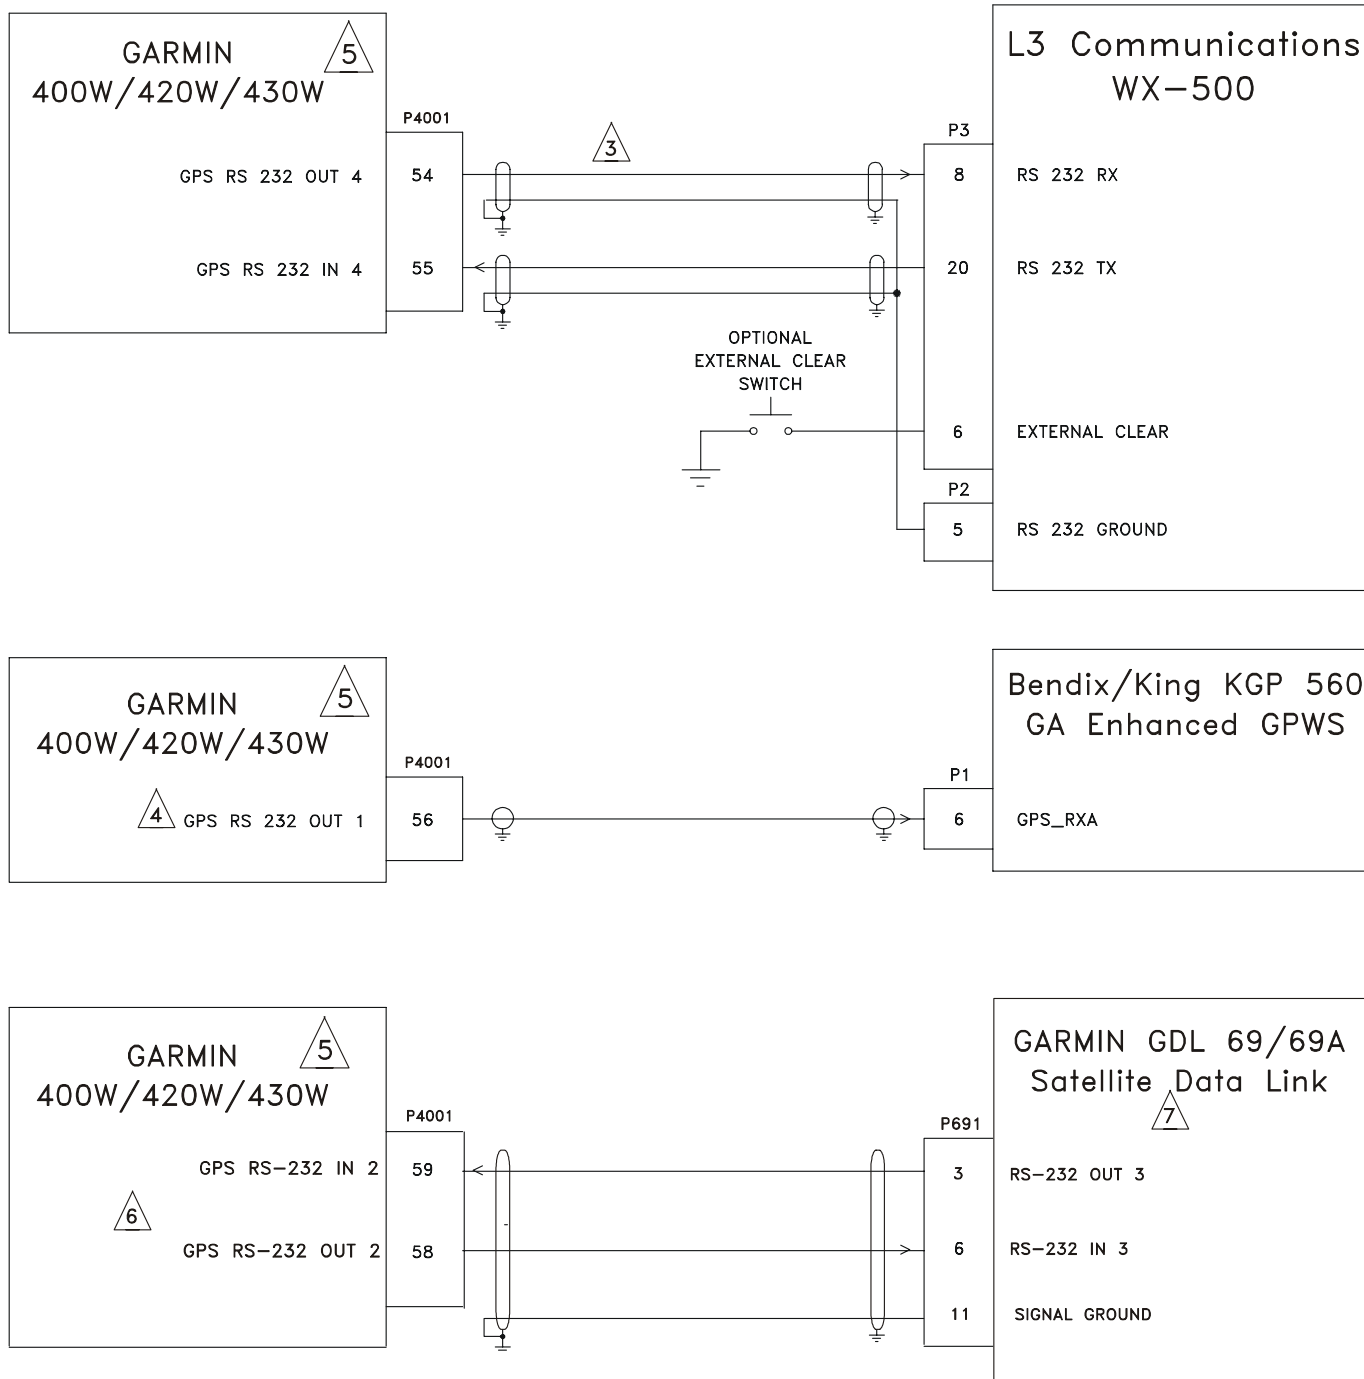 GARMIN
400W/420W/430W
5
P4001
GPS RS 232 OUT 4
54
GPS RS 232 IN 4
55
3
L3 Communications
WX-500
P3
8
RS 232 RX
20
RS 232 TX
OPTIONAL
EXTERNAL CLEAR
SWITCH
6
EXTERNAL CLEAR
P2
5
RS 232 GROUND
GARMIN
400W/420W/430W
5
P4001
4
GPS RS 232 OUT 1
56
Bendix/King KGP 560
GA Enhanced GPWS
P1
6
GPS_RXA
GARMIN
400W/420W/430W
5
P4001
GPS RS-232 IN 2
59
6
GPS RS-232 OUT 2
58
GARMIN GDL 69/69A
Satellite Data Link
7
P691
3
RS-232 OUT 3
6
RS-232 IN 3
11
SIGNAL GROUND